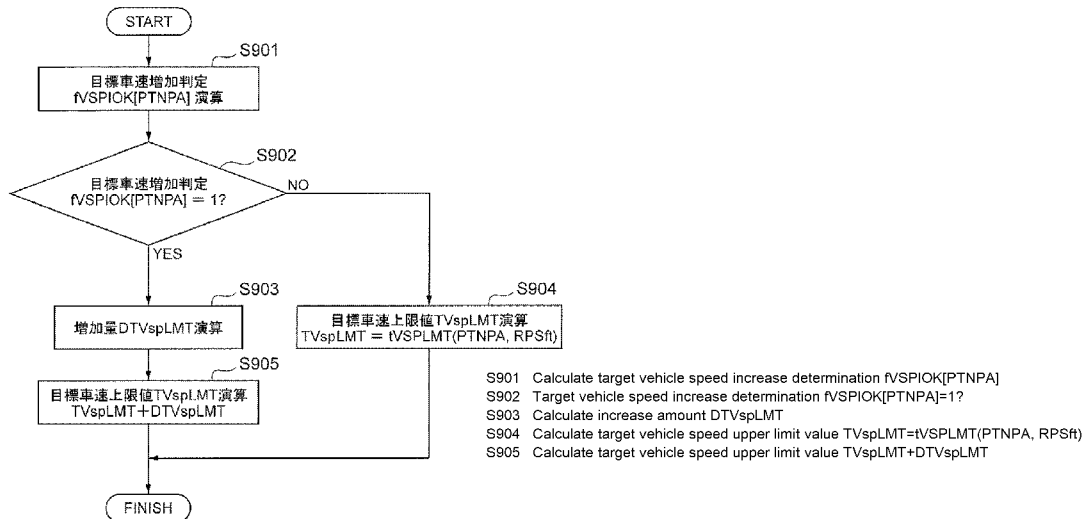 START
S901
目標車速増加判定
fVSPIOK[PTNPA] 演算
S902
目標車速増加判定
fVSPIOK[PTNPA] = 1?
NO
YES
S903
増加量DTVspLMT演算
S904
目標車速上限値TVspLMT演算
TVspLMT = tVSPLMT(PTNPA, RPSft)
S905
目標車速上限値TVspLMT演算
TVspLMT+DTVspLMT
FINISH
S901 Calculate target vehicle speed increase determination fVSPIOK[PTNPA]
S902 Target vehicle speed increase determination fVSPIOK[PTNPA]=1?
S903 Calculate increase amount DTVspLMT
S904 Calculate target vehicle speed upper limit value TVspLMT=tVSPLMT(PTNPA, RPSft)
S905 Calculate target vehicle speed upper limit value TVspLMT+DTVspLMT